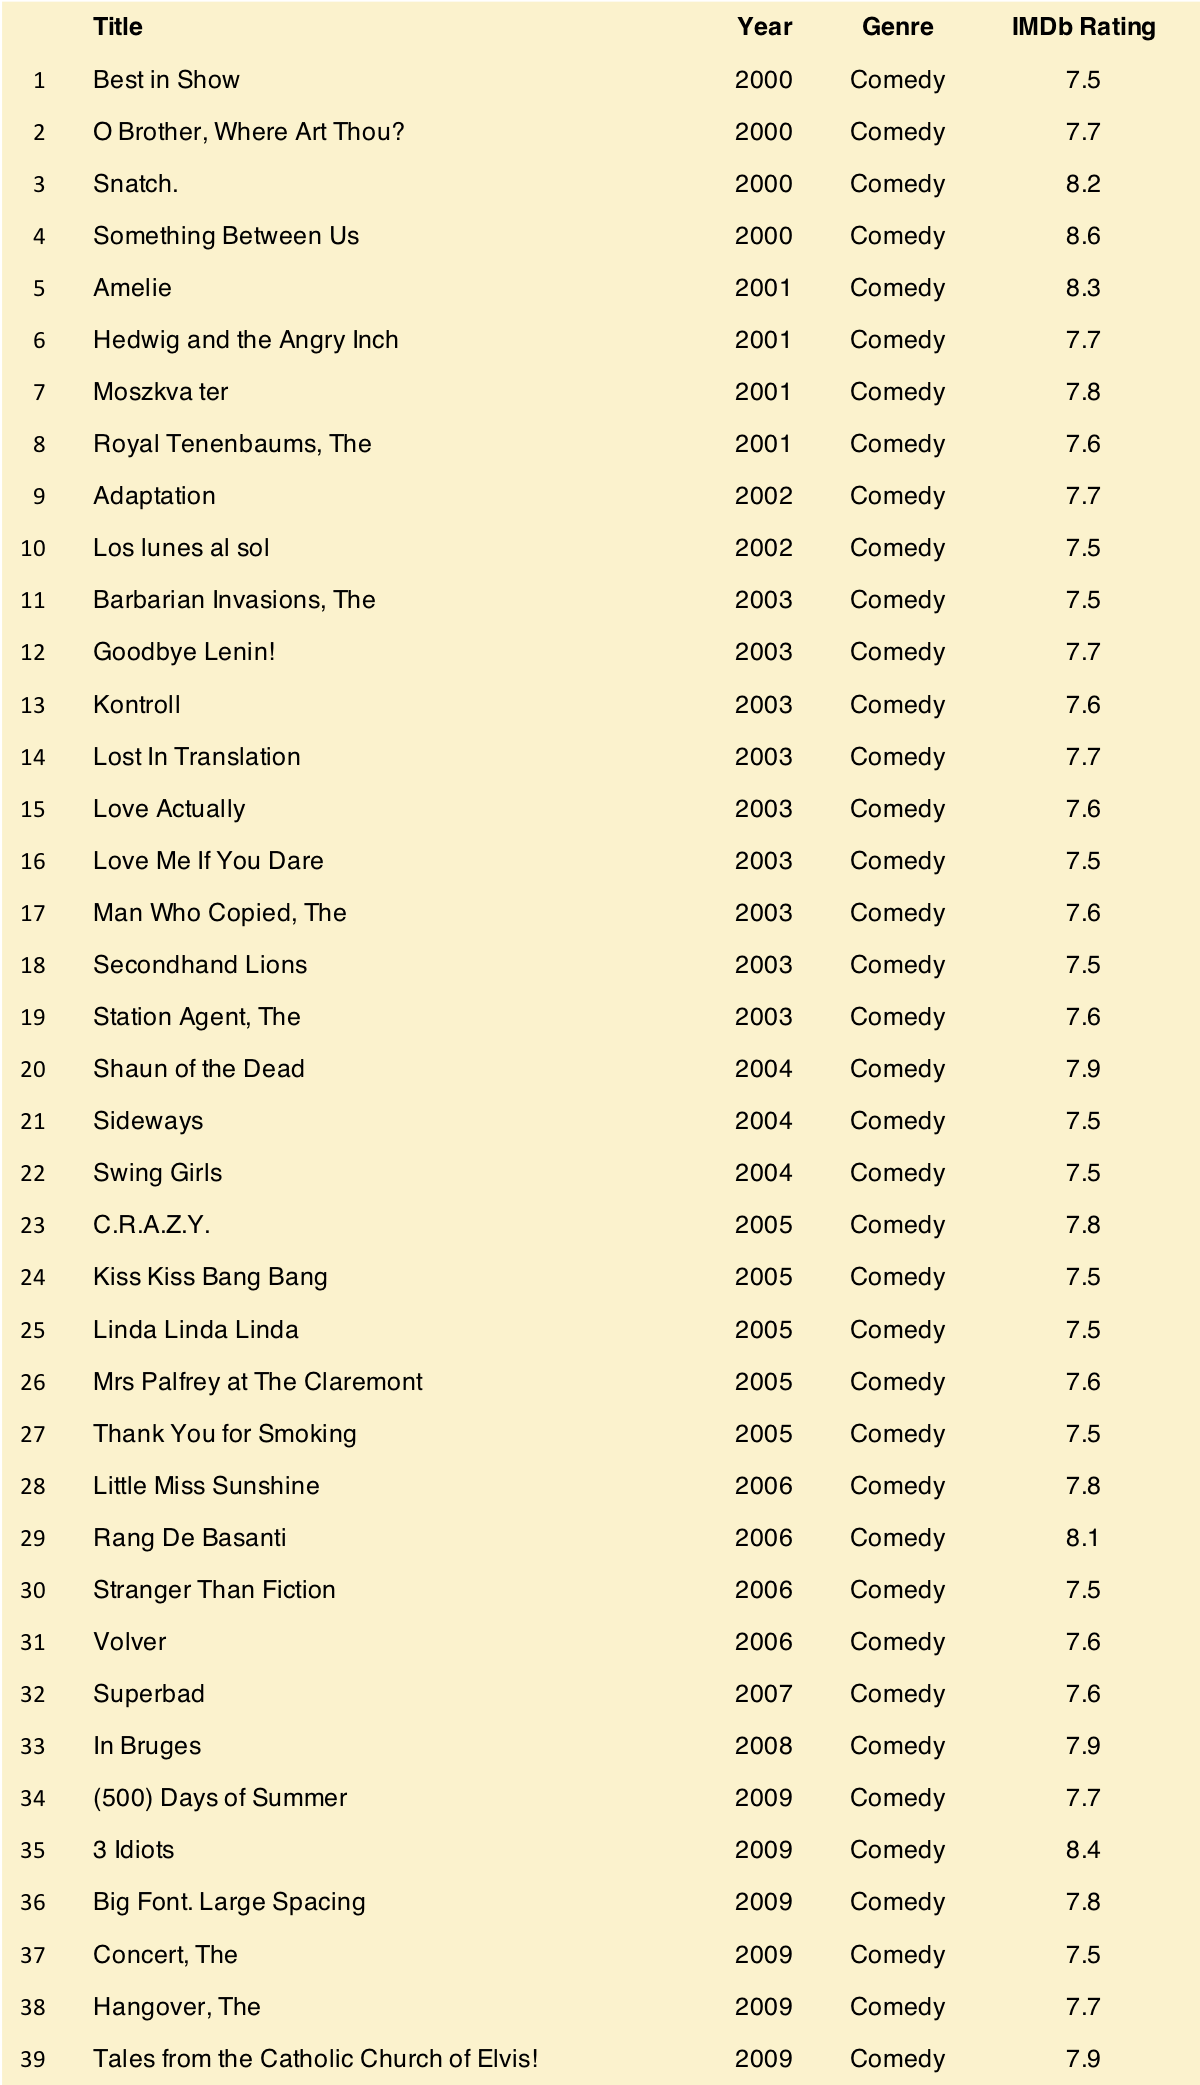 Title Year Genre IMDb Rating
1 Best in Show 2000 Comedy 7.5
2 O Brother, Where Art Thou? 2000 Comedy 7.7
3 Snatch. 2000 Comedy 8.2
4 Something Between Us 2000 Comedy 8.6
5 Amelie 2001 Comedy 8.3
6 Hedwig and the Angry Inch 2001 Comedy 7.7
7 Moszkva ter 2001 Comedy 7.8
8 Royal Tenenbaums, The 2001 Comedy 7.6
9 Adaptation 2002 Comedy 7.7
10 Los lunes al sol 2002 Comedy 7.5
11 Barbarian Invasions, The 2003 Comedy 7.5
12 Goodbye Lenin! 2003 Comedy 7.7
13 Kontroll 2003 Comedy 7.6
14 Lost In Translation 2003 Comedy 7.7
15 Love Actually 2003 Comedy 7.6
16 Love Me If You Dare 2003 Comedy 7.5
17 Man Who Copied, The 2003 Comedy 7.6
18 Secondhand Lions 2003 Comedy 7.5
19 Station Agent, The 2003 Comedy 7.6
20 Shaun of the Dead 2004 Comedy 7.9
21 Sideways 2004 Comedy 7.5
22 Swing Girls 2004 Comedy 7.5
23 C.R.A.Z.Y. 2005 Comedy 7.8
24 Kiss Kiss Bang Bang 2005 Comedy 7.5
25 Linda Linda Linda 2005 Comedy 7.5
26 Mrs Palfrey at The Claremont 2005 Comedy 7.6
27 Thank You for Smoking 2005 Comedy 7.5
28 Little Miss Sunshine 2006 Comedy 7.8
29 Rang De Basanti 2006 Comedy 8.1
30 Stranger Than Fiction 2006 Comedy 7.5
31 Volver 2006 Comedy 7.6
32 Superbad 2007 Comedy 7.6
33 In Bruges 2008 Comedy 7.9
34 (500) Days of Summer 2009 Comedy 7.7
35 3 Idiots 2009 Comedy 8.4
36 Big Font. Large Spacing 2009 Comedy 7.8
37 Concert, The 2009 Comedy 7.5
38 Hangover, The 2009 Comedy 7.7
39 Tales from the Catholic Church of Elvis! 2009 Comedy 7.9